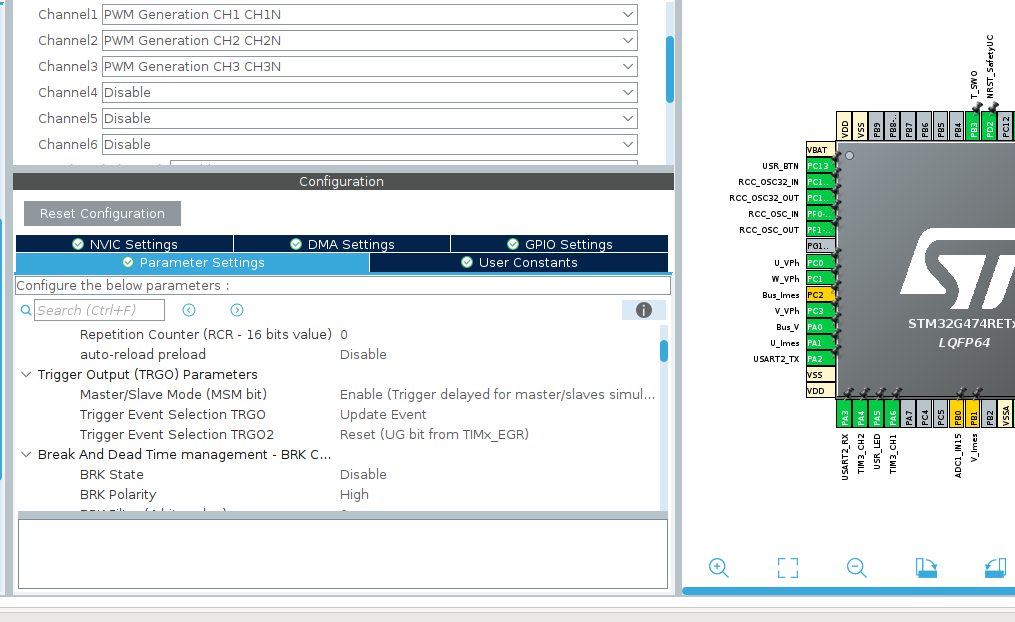 Channel1 PWM Generation CH1 CH1N
Channel2 PWM Generation CH2 CH2N
Channel3 PWM Generation CH3 CH3N
Channel4 Disable
Channel5 Disable
Channel6 Disable
Configuration
Reset Configuration
NVIC Settings DMA Settings GPIO Settings
Parameter Settings User Constants
Configure the below parameters :
Search (Ctrl+F)
Repetition Counter (RCR - 16 bits value) 0
auto-reload preload Disable
Trigger Output (TRGO) Parameters
Master/Slave Mode (MSM bit) Enable (Trigger delayed for master/slaves simul...
Trigger Event Selection TRGO Update Event
Trigger Event Selection TRGO2 Reset (UG bit from TIMx_EGR)
Break And Dead Time management - BRK C...
BRK State Disable
BRK Polarity High
T_SWO
NRST_SafetyUC
VDD
VSS
PB9
PB8-..
PB7
PB6
PB5
PB4
PB3
PD2
PC12
VBAT
USR_BTN PC13
RCC_OSC32_IN PC1..
RCC_OSC32_OUT PC1..
RCC_OSC_IN PF0-..
RCC_OSC_OUT PF1-..
PG1..
U_VPh PC0
W_VPh PC1
Bus_Imes PC2
V_VPh PC3
Bus_V PA0
U_Imes PA1
USART2_TX PA2
VSS
VDD
ST
STM32G474RETx
LQFP64
PA3
PA4
PA5
PA6
PA7
PC4
PC5
PB0
PB1
PB2
VSSA
USART2_RX
TIM3_CH2
USR_LED
TIM3_CH1
ADC1_IN15
V_Imes